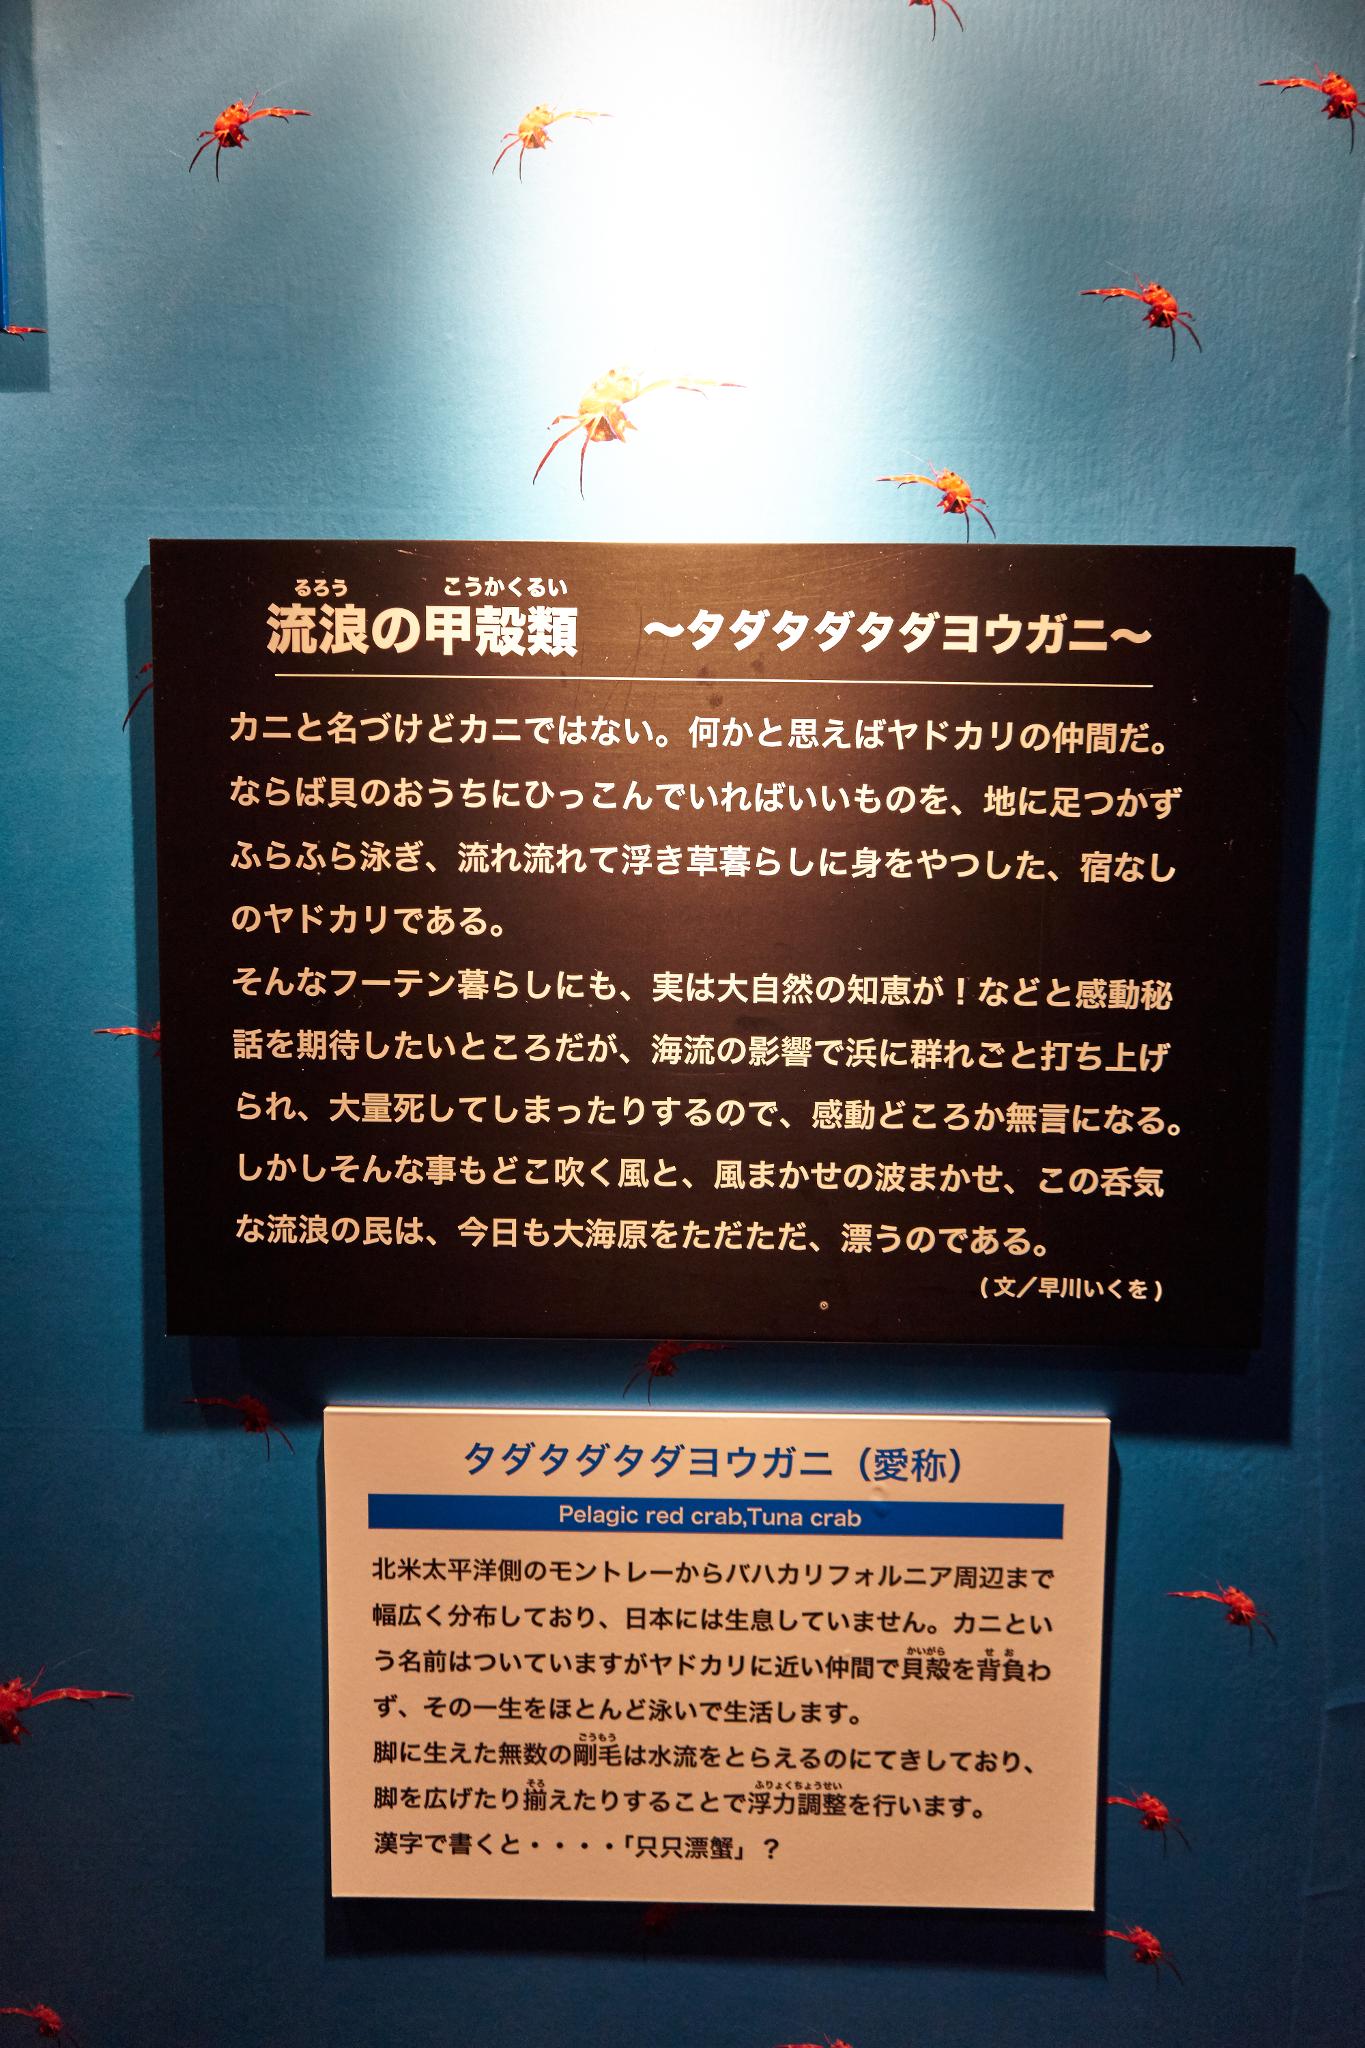 るろう こうかくるい
流浪の甲殻類 〜タダタダタダヨウガニ〜
カニと名づけどカニではない。何かと思えばヤドカリの仲間だ。
ならば貝のおうちにひっこんでいればいいものを、地に足つかず
ふらふら泳ぎ、流れ流れて浮き草暮らしに身をやつした、宿なし
のヤドカリである。
そんなフーテン暮らしにも、実は大自然の知恵が！などと感動秘
話を期待したいところだが、海流の影響で浜に群れごと打ち上げ
られ、大量死してしまったりするので、感動どころか無言になる。
しかしそんな事もどこ吹く風と、風まかせの波まかせ、この呑気
な流浪の民は、今日も大海原をただただ、漂うのである。
(文／早川いくを)
タダタダタダヨウガニ（愛称）
Pelagic red crab,Tuna crab
北米太平洋側のモントレーからバハカリフォルニア周辺まで
幅広く分布しており、日本には生息していません。カニとい
かいがら せ お
う名前はついていますがヤドカリに近い仲間で貝殻を背負わ
ず、その一生をほとんど泳いで生活します。
ごうもう
脚に生えた無数の剛毛は水流をとらえるのにてきしており、
そろ ふりょくちょうせい
脚を広げたり揃えたりすることで浮力調整を行います。
漢字で書くと・・・・「只只漂蟹」？